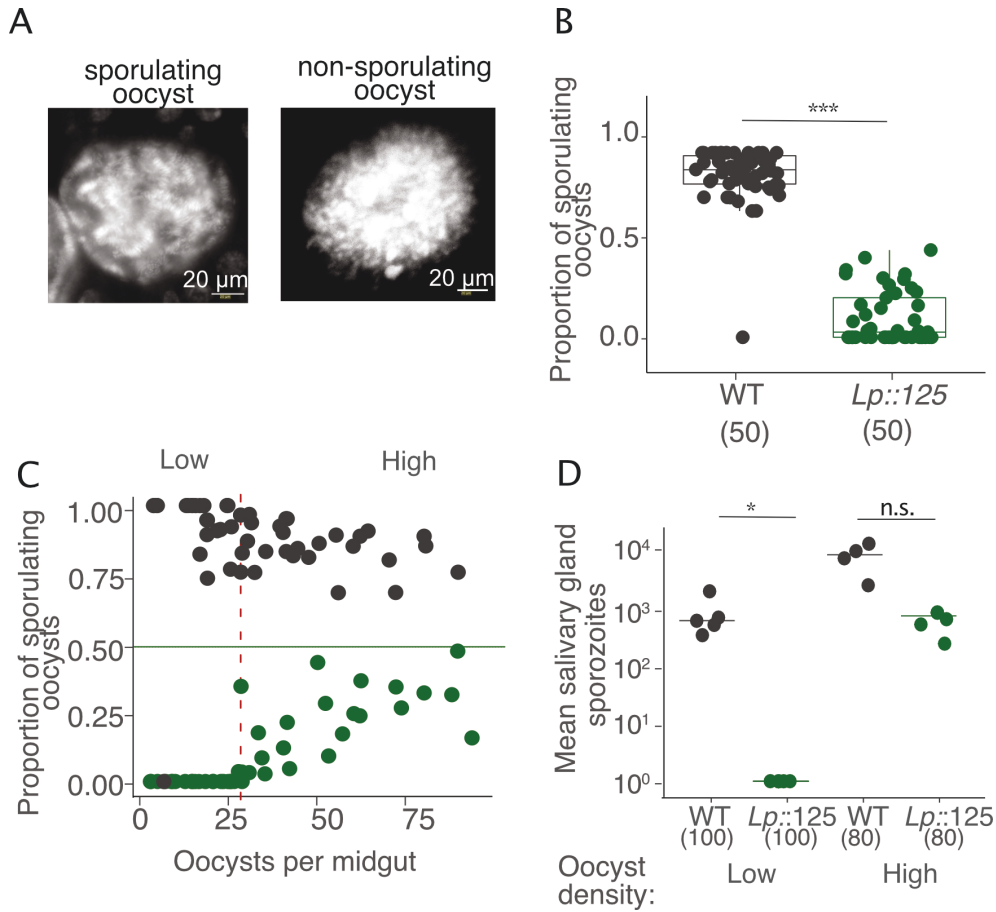 A
sporulating
oocyst
non-sporulating
oocyst
20 μm
20 μm
B
Proportion of sporulating
oocysts
1.0
0.5
0.0
***
WT
Lp::125
(50)
(50)
C
Low
High
Proportion of sporulating
oocysts
1.00
0.75
0.50
0.25
0.00
0
25
50
75
Oocysts per midgut
D
Mean salivary gland
sporozoites
10⁴
10³
10²
10¹
10⁰
*
n.s.
WT
Lp::125
WT
Lp::125
(100)
(100)
(80)
(80)
Oocyst
density:
Low
High